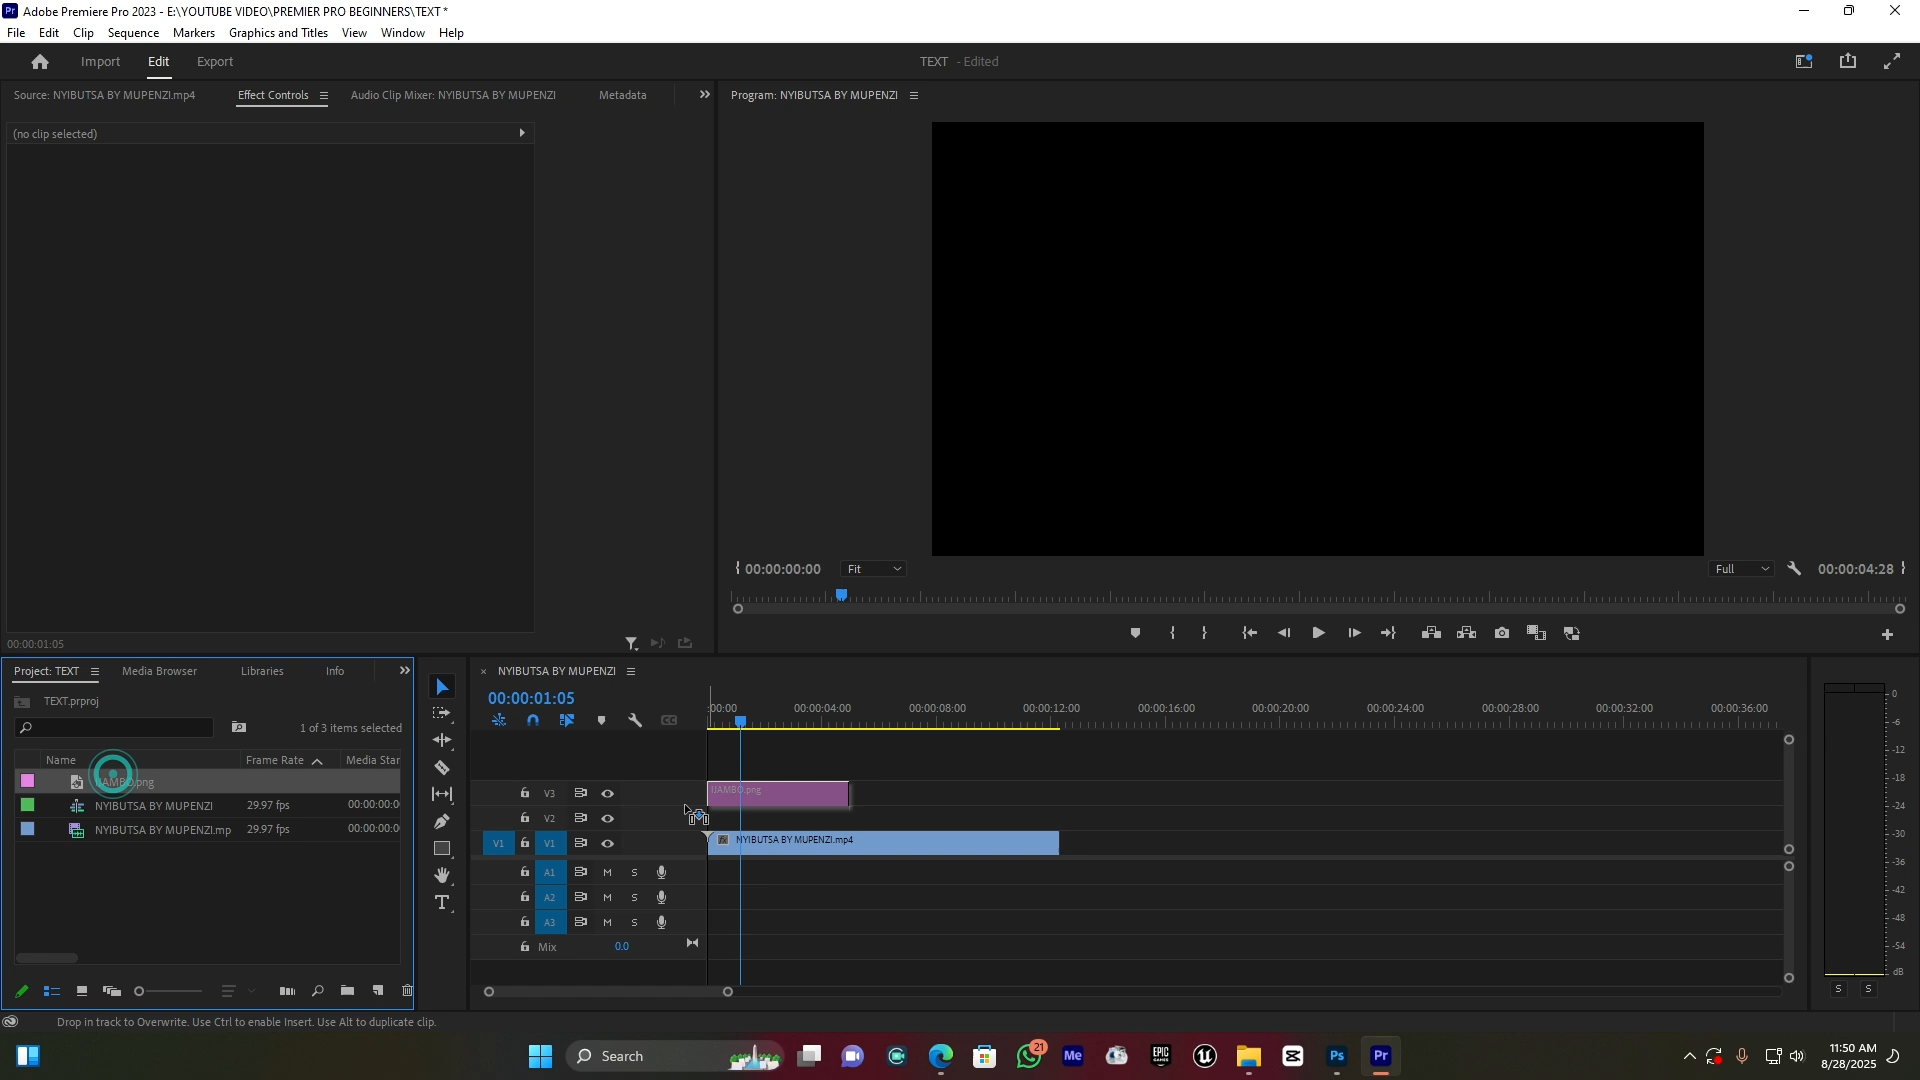 Pr Adobe Premiere Pro 2023 - E:\YOUTUBE VIDEO\PREMIER PRO BEGINNERS\TEXT *
File Edit Clip Sequence Markers Graphics and Titles View Window Help
Import Edit Export TEXT - Edited
Source: NYIBUTSA BY MUPENZI.mp4 Effect Controls Audio Clip Mixer: NYIBUTSA BY MUPENZI Metadata Program: NYIBUTSA BY MUPENZI
(no clip selected)
00:00:00:00 Fit Full 00:00:04:28
00:00:01:05
Project: TEXT Media Browser Libraries Info NYIBUTSA BY MUPENZI
TEXT.prproj 00:00:01:05
:00:00 00:00:04:00 00:00:08:00 00:00:12:00 00:00:16:00 00:00:20:00 00:00:24:00 00:00:28:00 00:00:32:00 00:00:36:00
1 of 3 items selected
Name Frame Rate Media Star
IJAMBO.png
NYIBUTSA BY MUPENZI 29.97 fps 00:00:00:0
NYIBUTSA BY MUPENZI.mp 29.97 fps 00:00:00:0
V3 IJAMBO.png
V2
V1 V1 NYIBUTSA BY MUPENZI.mp4
A1 M S
A2 M S
A3 M S
Mix 0.0
0
-6
-12
-18
-24
-30
-36
-42
-48
-54
dB
S S
Drop in track to Overwrite. Use Ctrl to enable Insert. Use Alt to duplicate clip.
Search 21 Me EPIC GAMES Ps Pr 11:50 AM
8/28/2025